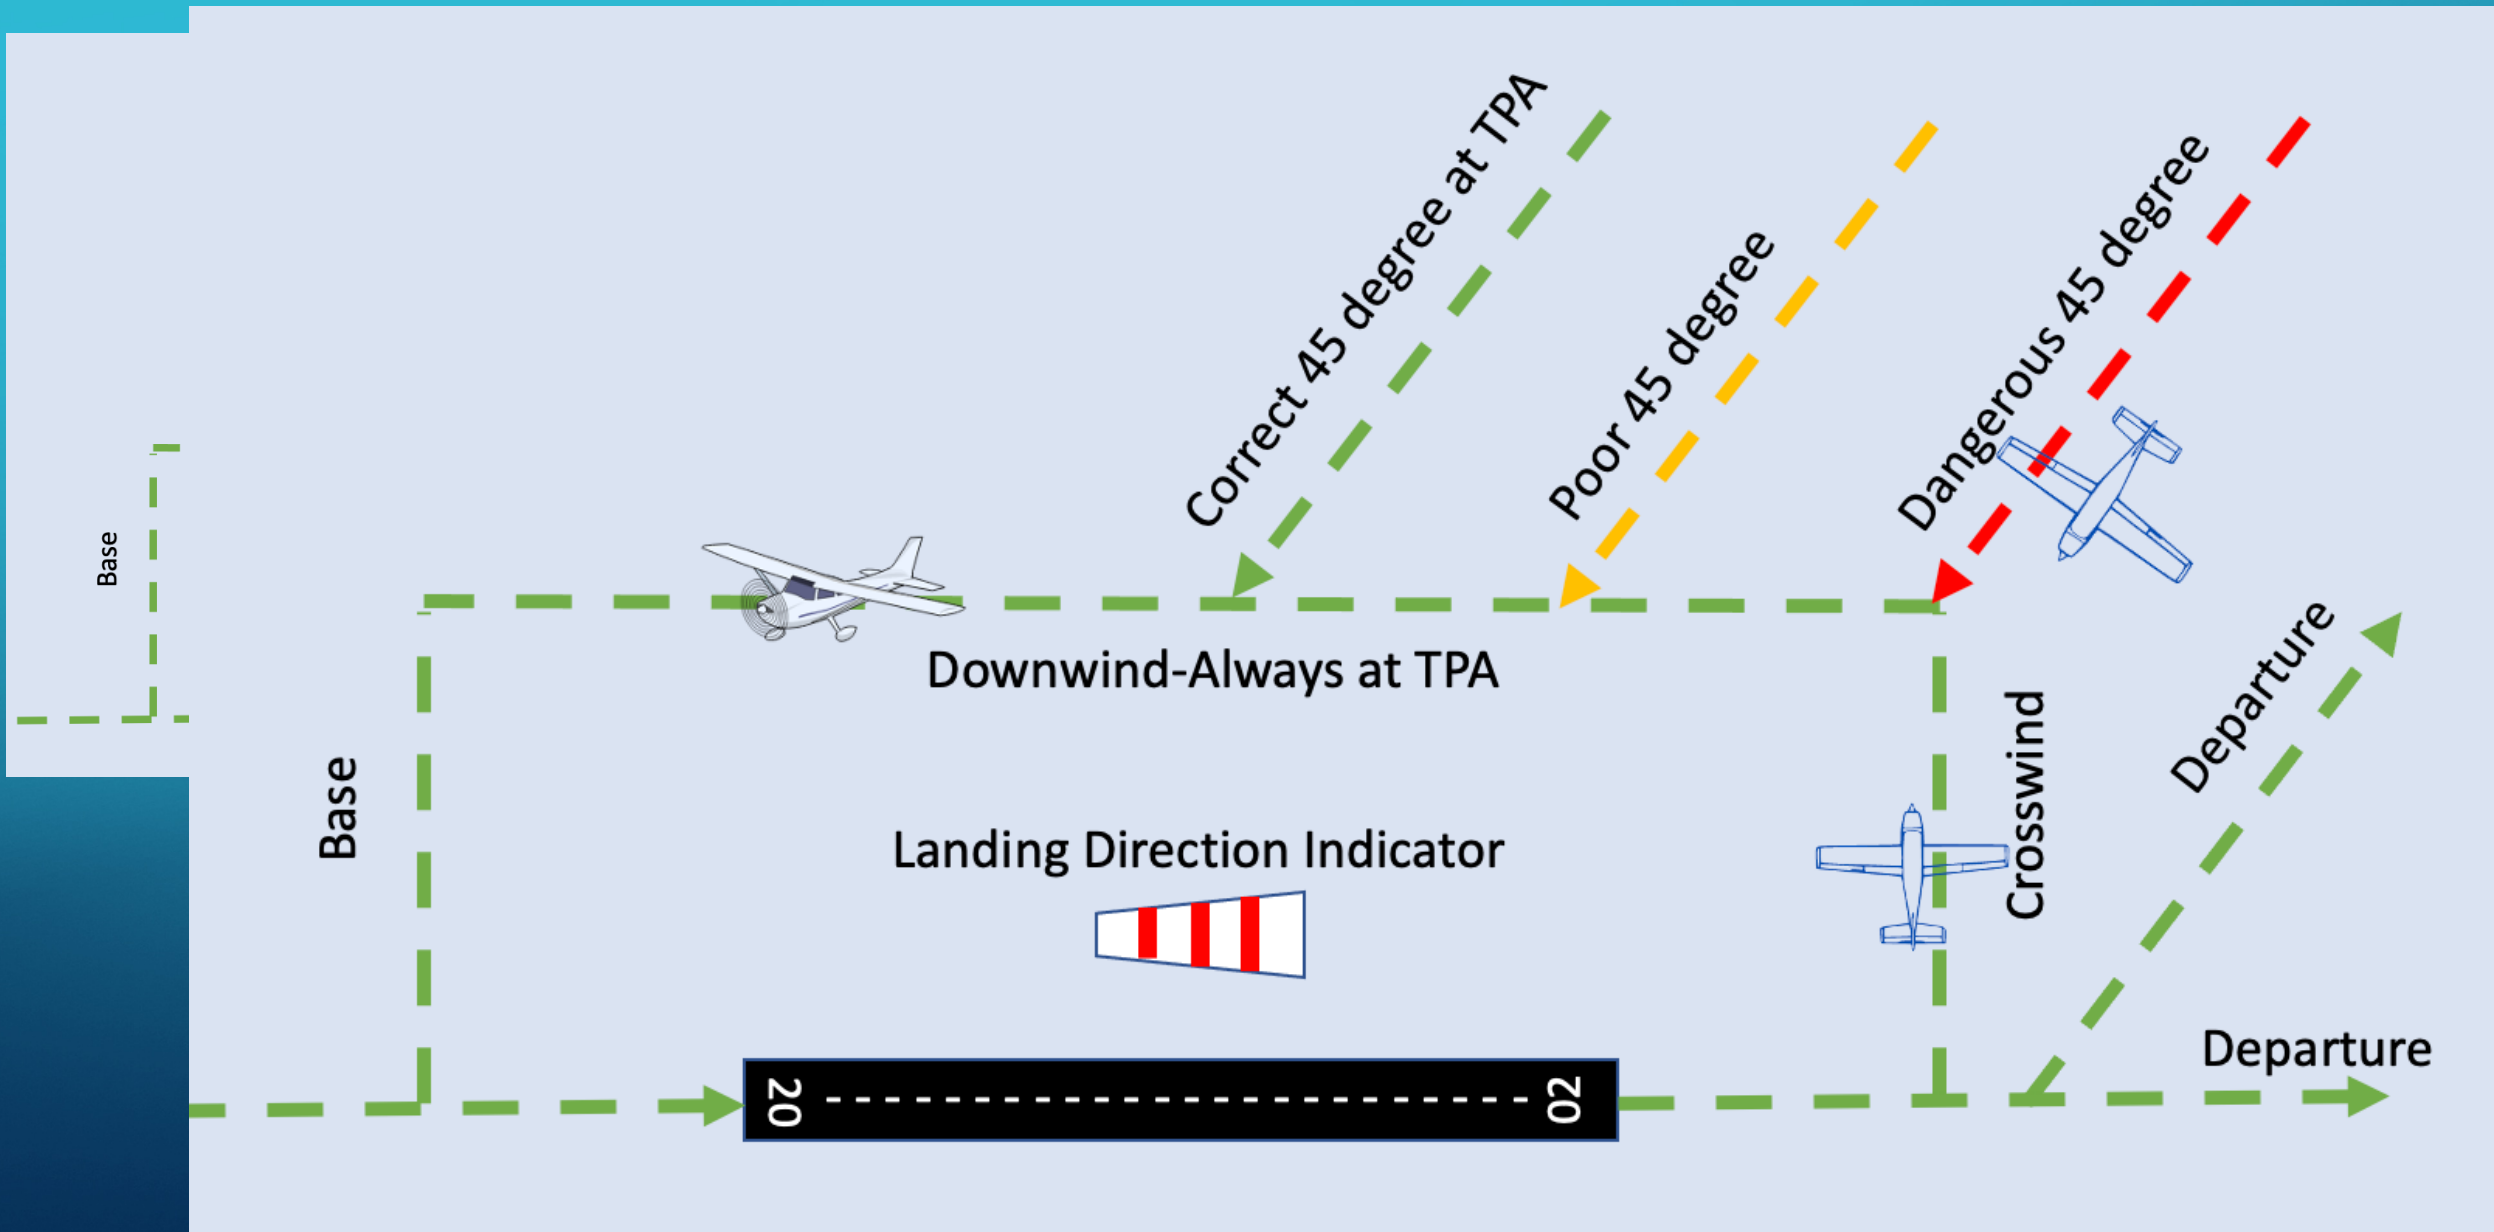 Correct 45 degree at TPA
Poor 45 degree
Dangerous 45 degree
Base
Downwind-Always at TPA
Departure
Crosswind
Base
Landing Direction Indicator
Departure
20
02